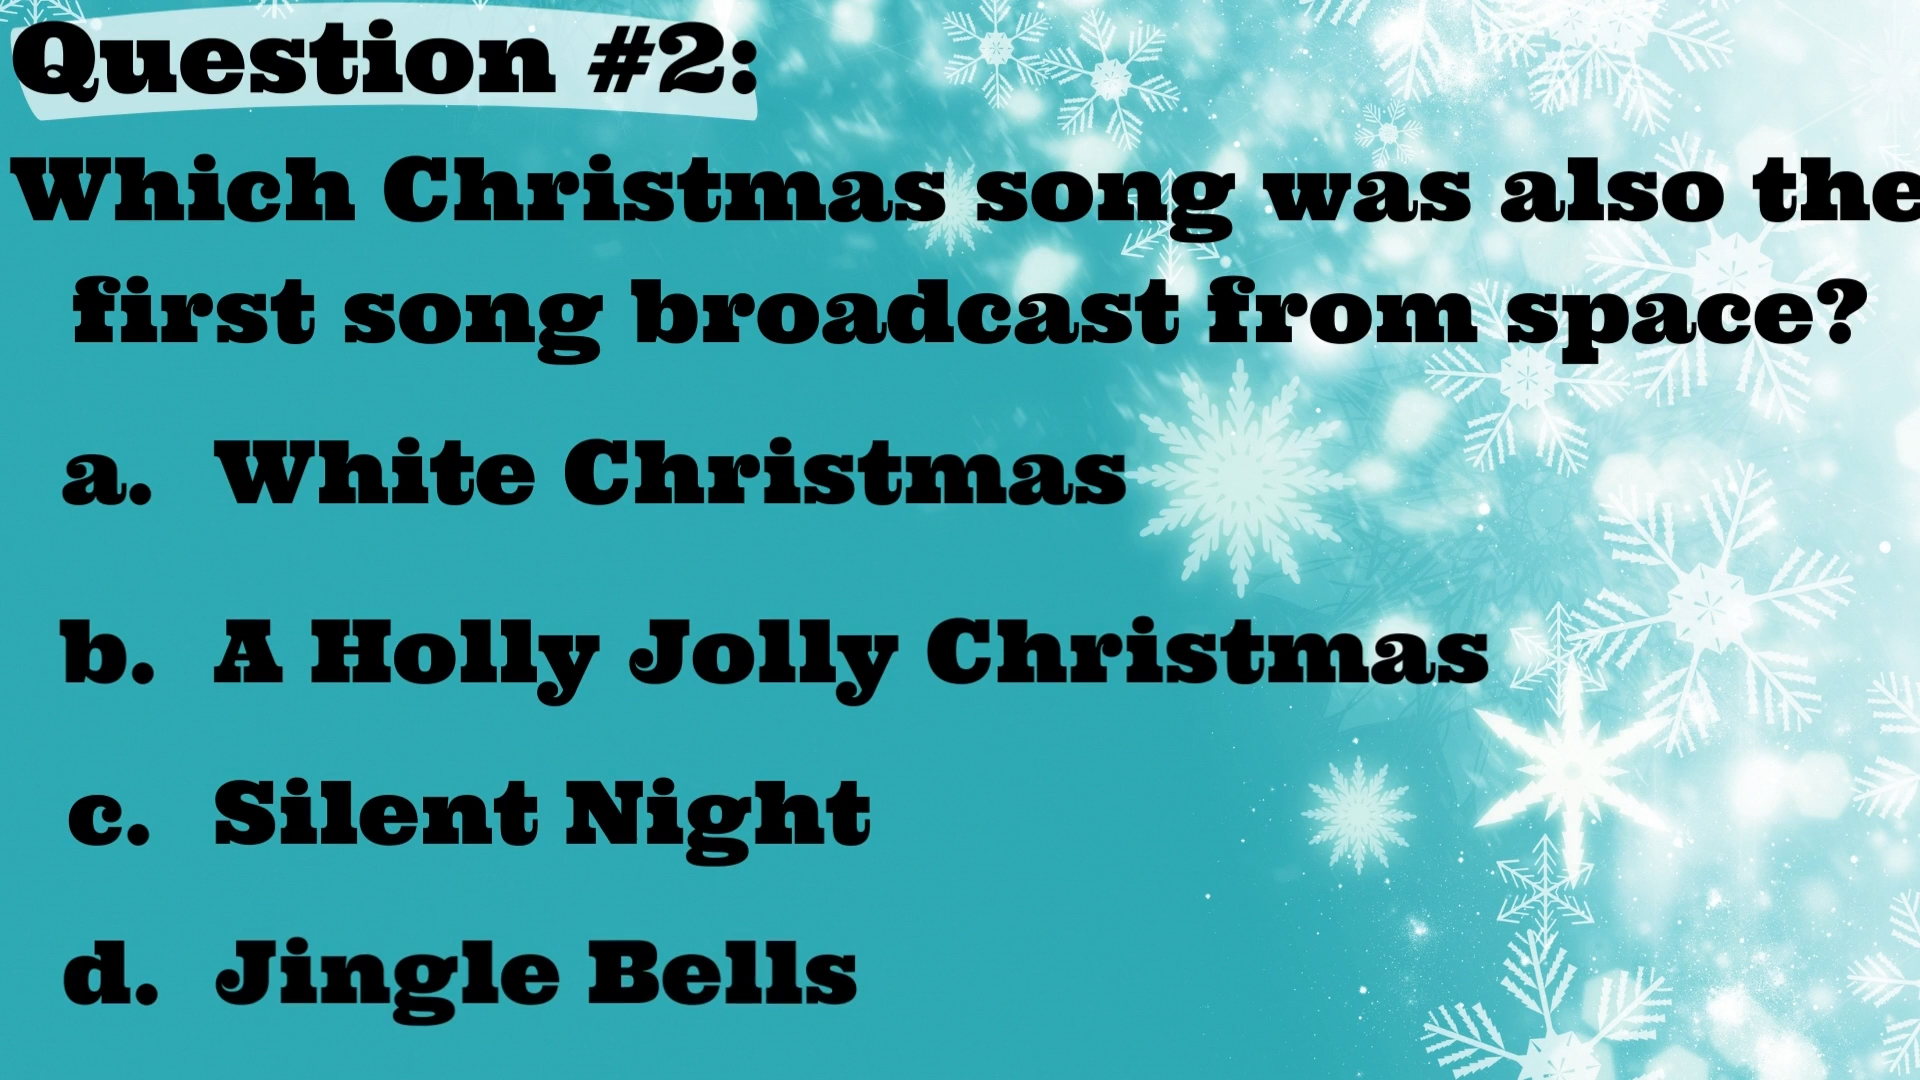 Question #2:
Which Christmas song was also the
first song broadcast from space?
a. White Christmas
b. A Holly Jolly Christmas
c. Silent Night
d. Jingle Bells